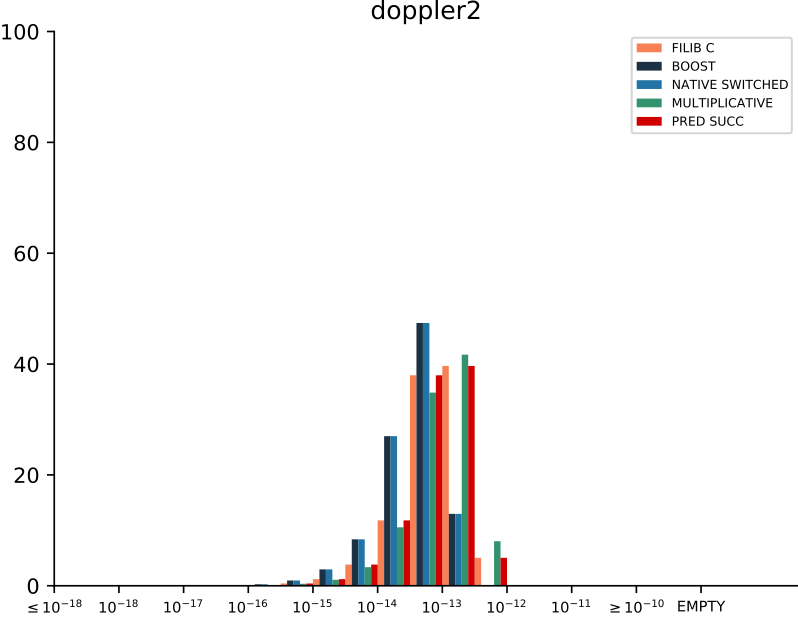 doppler2
100
80
60
40
20
0
FILIB C
BOOST
NATIVE SWITCHED
MULTIPLICATIVE
PRED SUCC
≤10⁻¹⁸ 10⁻¹⁸ 10⁻¹⁷ 10⁻¹⁶ 10⁻¹⁵ 10⁻¹⁴ 10⁻¹³ 10⁻¹² 10⁻¹¹ ≥10⁻¹⁰ EMPTY